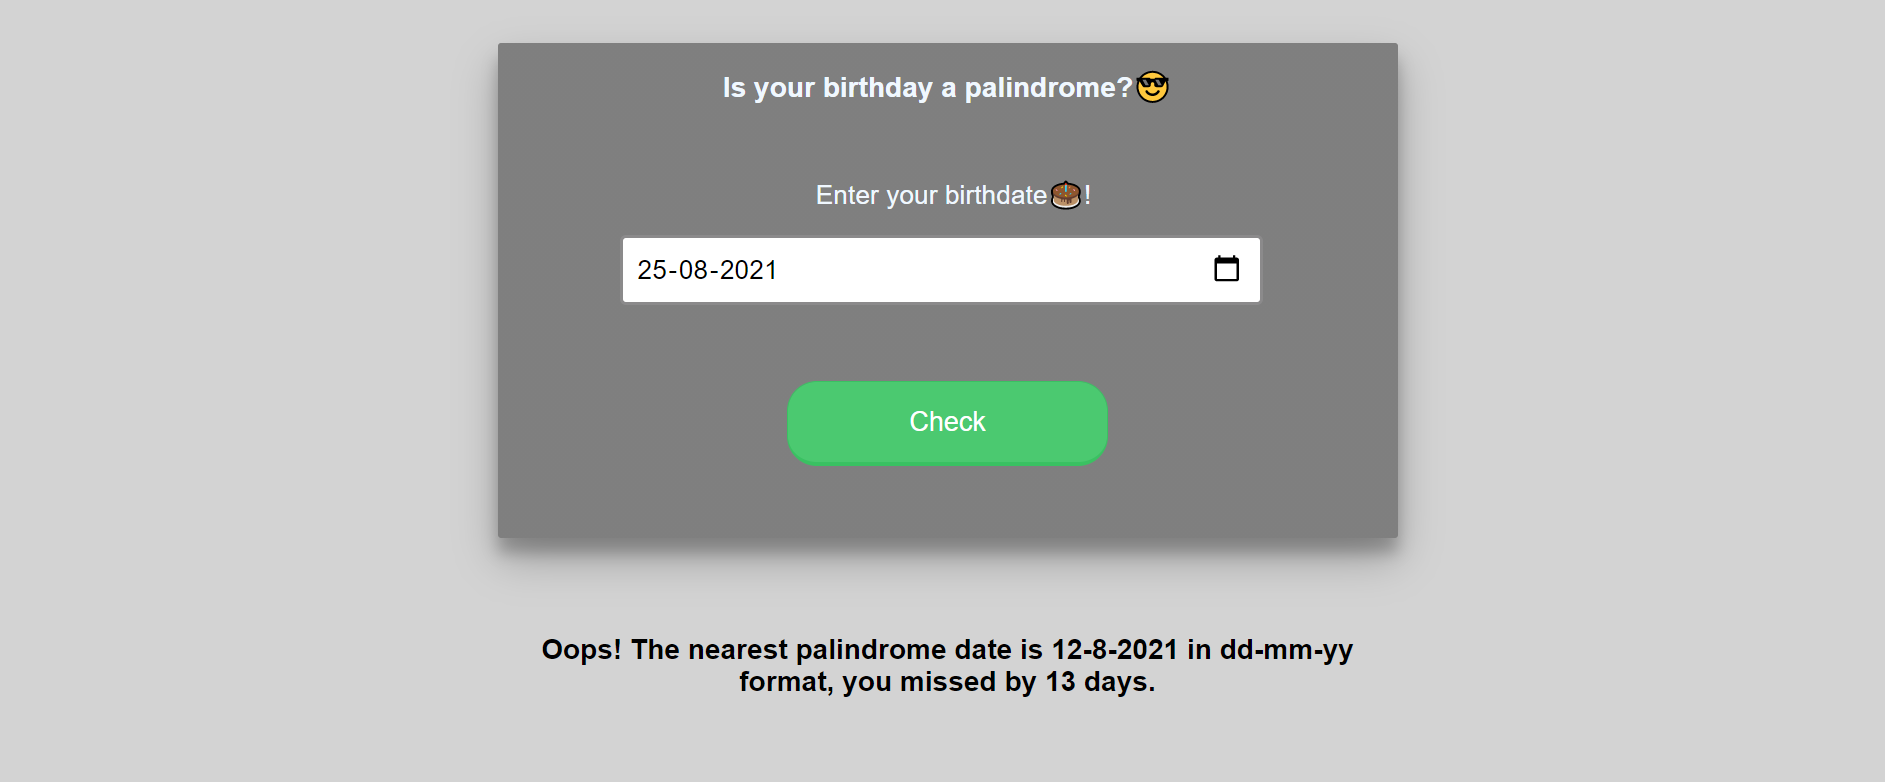 Is your birthday a palindrome?😎
Enter your birthdate🎂!
25-08-2021
Check
Oops! The nearest palindrome date is 12-8-2021 in dd-mm-yy
format, you missed by 13 days.